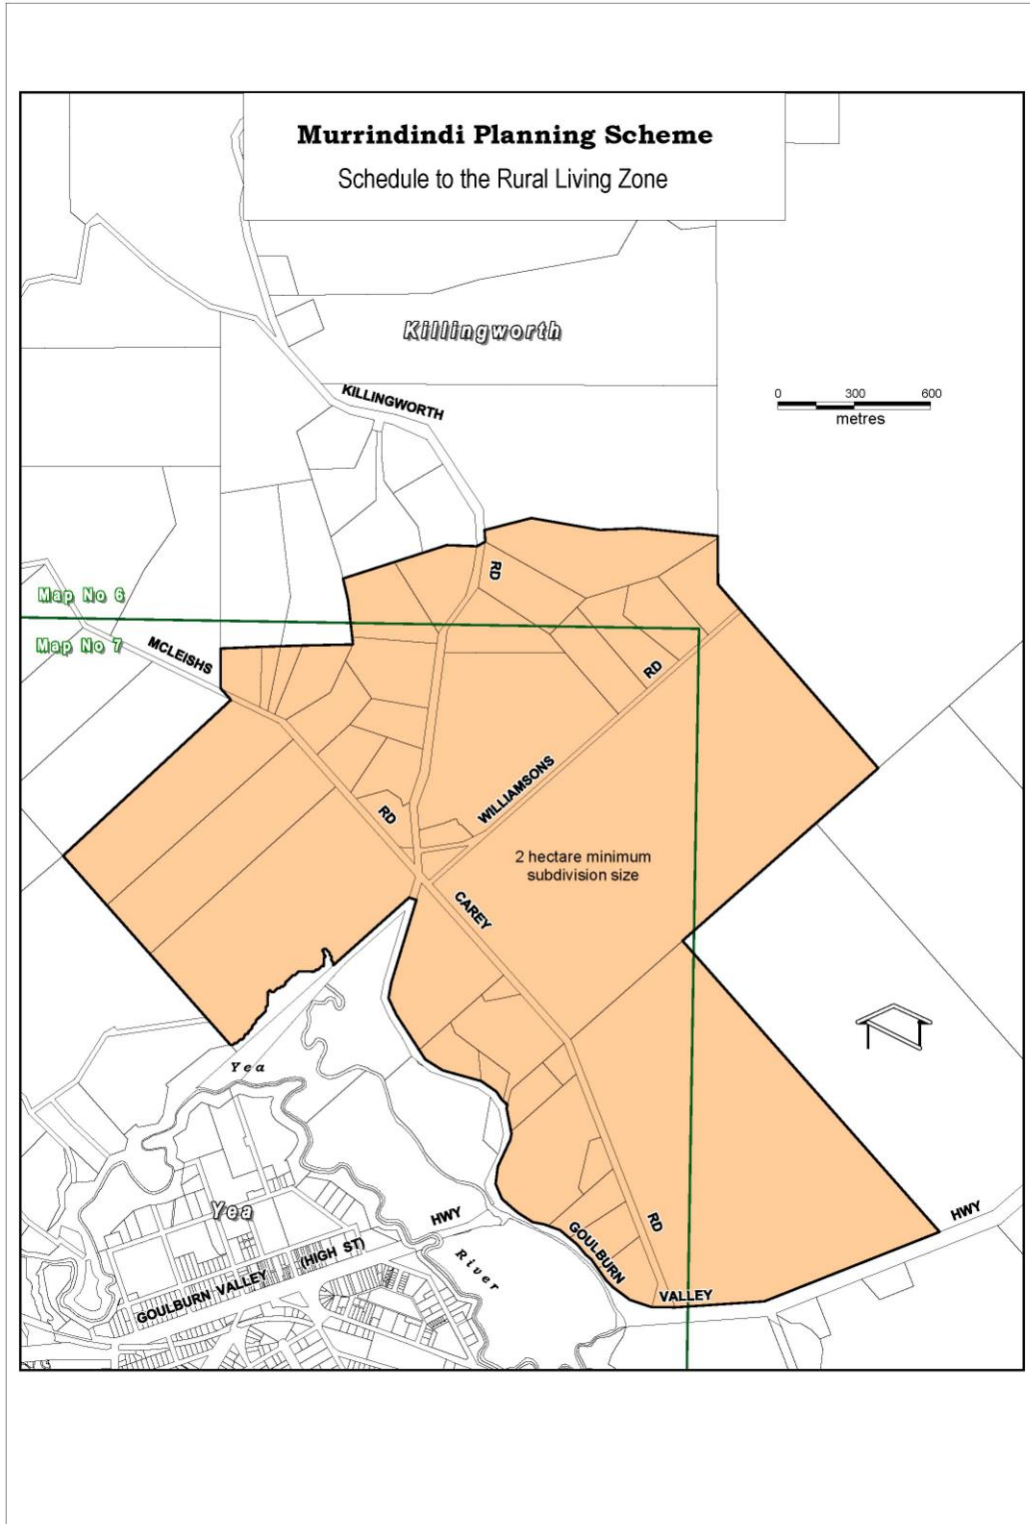 Murrindindi Planning Scheme
Schedule to the Rural Living Zone
Killingworth
KILLINGWORTH
0 300 600
metres
RD
Map No 6
Map No 7
MCLEISHS
RD
WILLIAMSONS
RD
2 hectare minimum
subdivision size
CAREY
Yea
Yea
HWY
HWY
RD
GOULBURN
River
(HIGH ST)
GOULBURN VALLEY
VALLEY